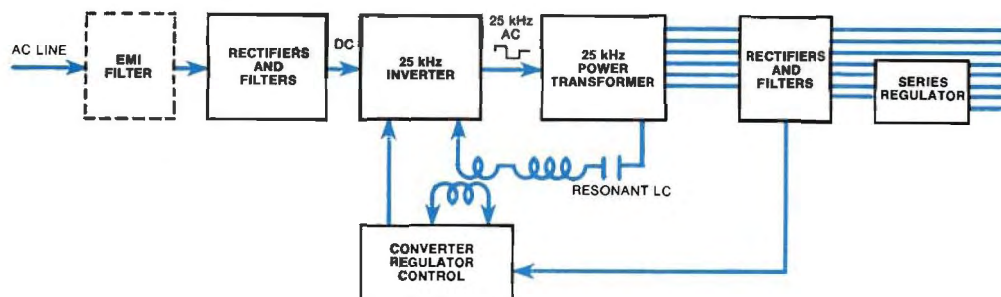 AC LINE
EMI
FILTER
RECTIFIERS
AND
FILTERS
DC
25 kHz
INVERTER
25 kHz
AC
25 kHz
POWER
TRANSFORMER
RECTIFIERS
AND
FILTERS
SERIES
REGULATOR
RESONANT LC
CONVERTER
REGULATOR
CONTROL